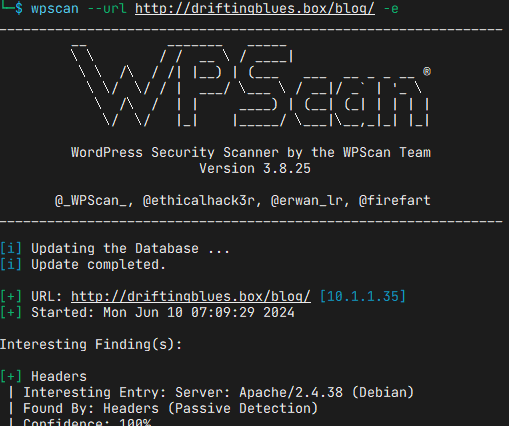 └─$ wpscan --url http://driftingblues.box/blog/ -e
WPScan ®
WordPress Security Scanner by the WPScan Team
Version 3.8.25
@_WPScan_, @ethicalhack3r, @erwan_lr, @firefart
[i] Updating the Database ...
[i] Update completed.
[+] URL: http://driftingblues.box/blog/ [10.1.1.35]
[+] Started: Mon Jun 10 07:09:29 2024
Interesting Finding(s):
[+] Headers
| Interesting Entry: Server: Apache/2.4.38 (Debian)
| Found By: Headers (Passive Detection)
| Confidence: 100%